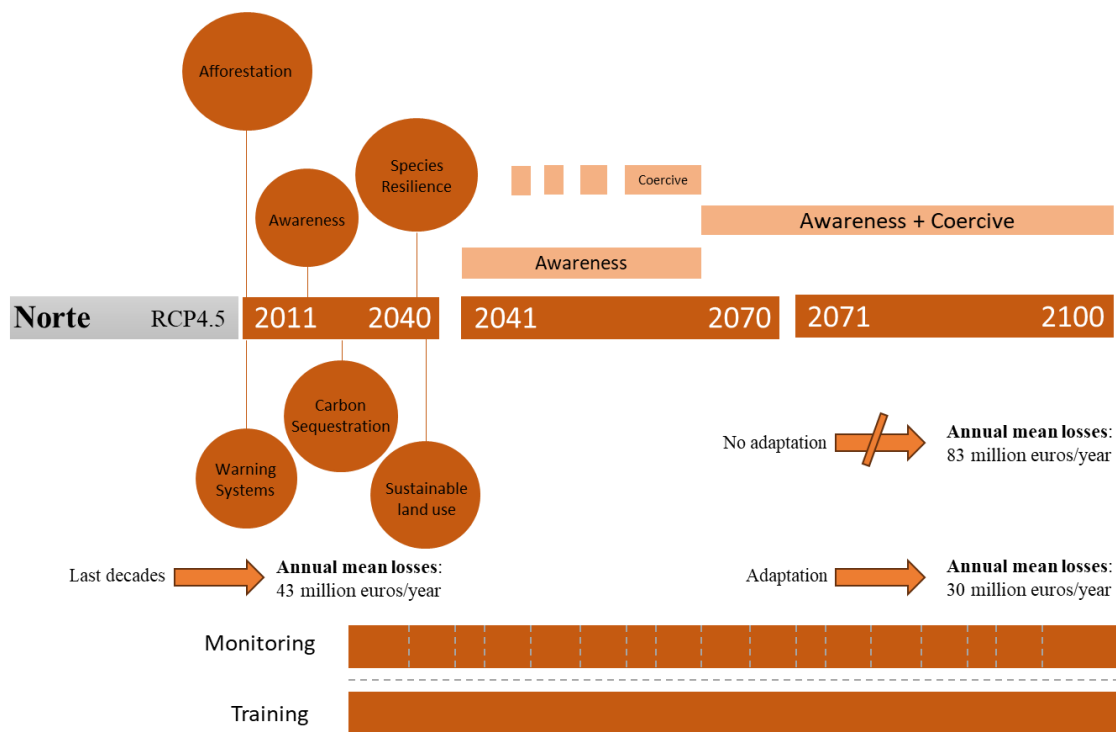 Afforestation
Species
Resilience
Coercive
Awareness
Awareness + Coercive
Awareness
Norte RCP4.5 2011 2040 2041 2070 2071 2100
Carbon
Sequestration
No adaptation
Annual mean losses:
83 million euros/year
Warning
Systems
Sustainable
land use
Last decades
Annual mean losses:
43 million euros/year
Adaptation
Annual mean losses:
30 million euros/year
Monitoring
Training